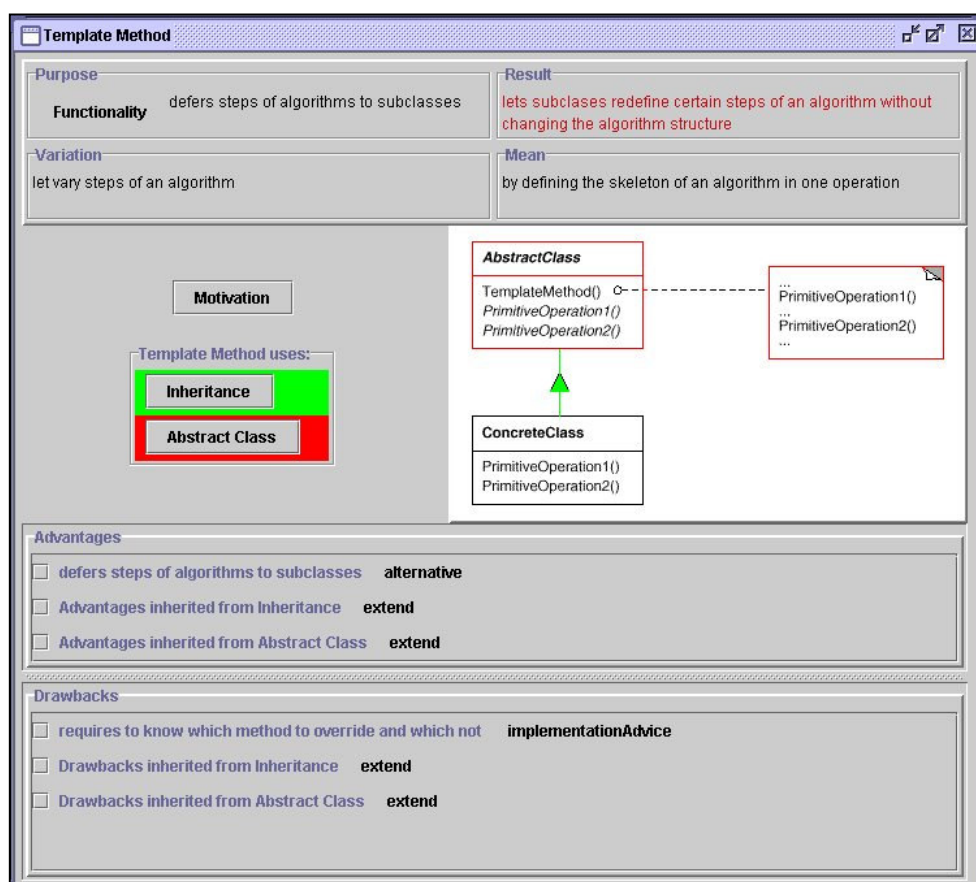 Template Method
Purpose
Functionality defers steps of algorithms to subclasses
Result
lets subclases redefine certain steps of an algorithm without
changing the algorithm structure
Variation
let vary steps of an algorithm
Mean
by defining the skeleton of an algorithm in one operation
Motivation
Template Method uses:
Inheritance
Abstract Class
AbstractClass
TemplateMethod()
PrimitiveOperation1()
PrimitiveOperation2()
...
PrimitiveOperation1()
...
PrimitiveOperation2()
...
ConcreteClass
PrimitiveOperation1()
PrimitiveOperation2()
Advantages
defers steps of algorithms to subclasses alternative
Advantages inherited from Inheritance extend
Advantages inherited from Abstract Class extend
Drawbacks
requires to know which method to override and which not implementationAdvice
Drawbacks inherited from Inheritance extend
Drawbacks inherited from Abstract Class extend